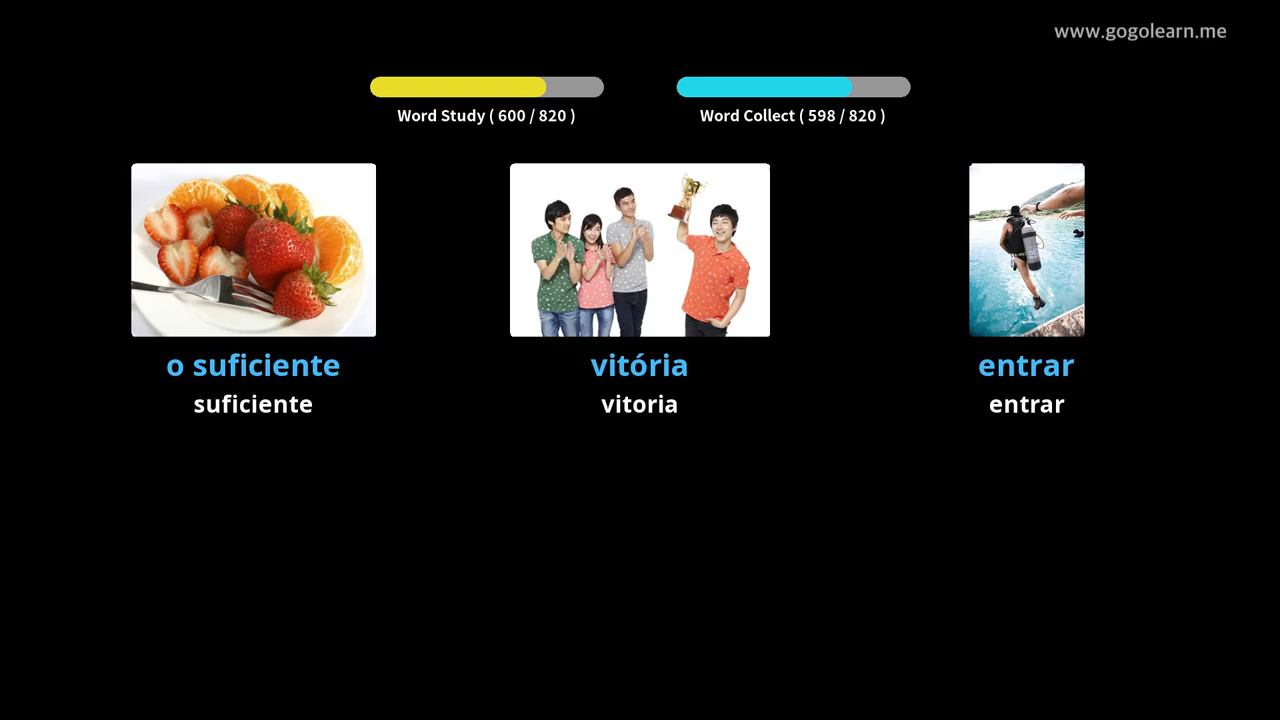 www.gogolearn.me
Word Study ( 600 / 820 )
Word Collect ( 598 / 820 )
o suficiente
suficiente
vitória
vitoria
entrar
entrar